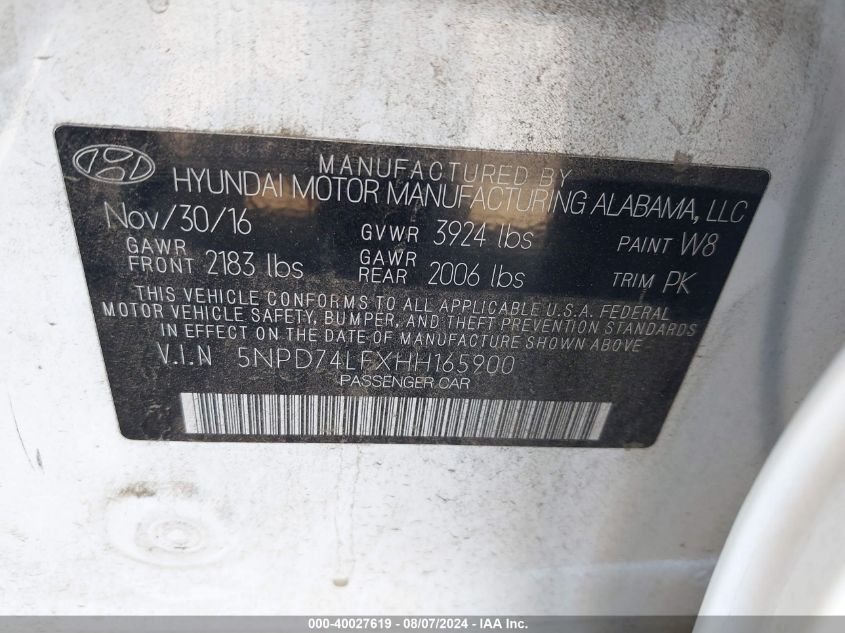 MANUFACTURED BY
HYUNDAI MOTOR MANUFACTURING ALABAMA, LLC
Nov/30/16 GVWR 3924 lbs PAINT W8
GAWR FRONT 2183 lbs GAWR REAR 2006 lbs TRIM PK
THIS VEHICLE CONFORMS TO ALL APPLICABLE U.S.A. FEDERAL
MOTOR VEHICLE SAFETY, BUMPER, AND THEFT PREVENTION STANDARDS
IN EFFECT ON THE DATE OF MANUFACTURE SHOWN ABOVE.
V.I.N 5NPD74LFXHH165900
PASSENGER CAR
000-40027619 - 08/07/2024 - IAA Inc.